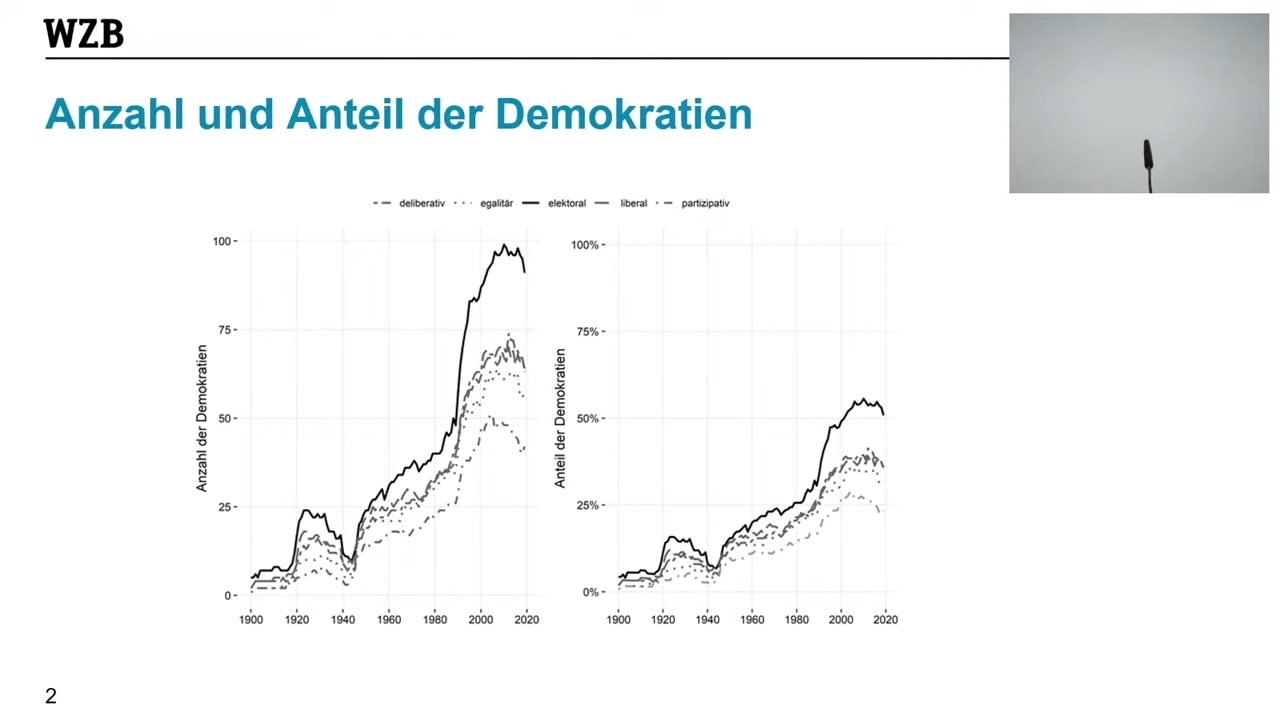 WZB
Anzahl und Anteil der Demokratien
deliberativ egalitär elektoral liberal partizipativ
Anzahl der Demokratien
100
75
50
25
0
1900 1920 1940 1960 1980 2000 2020
Anteil der Demokratien
100%
75%
50%
25%
0%
1900 1920 1940 1960 1980 2000 2020
2